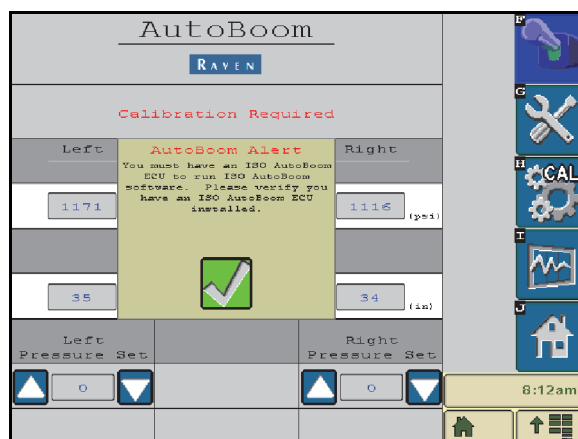 AutoBoom
RAVEN
Calibration Required
Left
AutoBoom Alert
Right
You must have an ISO AutoBoom
ECU to run ISO AutoBoom
software. Please verify you
have an ISO AutoBoom ECU
installed.
1171
1116
(psi)
35
34
(in)
Left
Pressure Set
Right
Pressure Set
0
0
F
G
H
CAL
I
J
8:12am